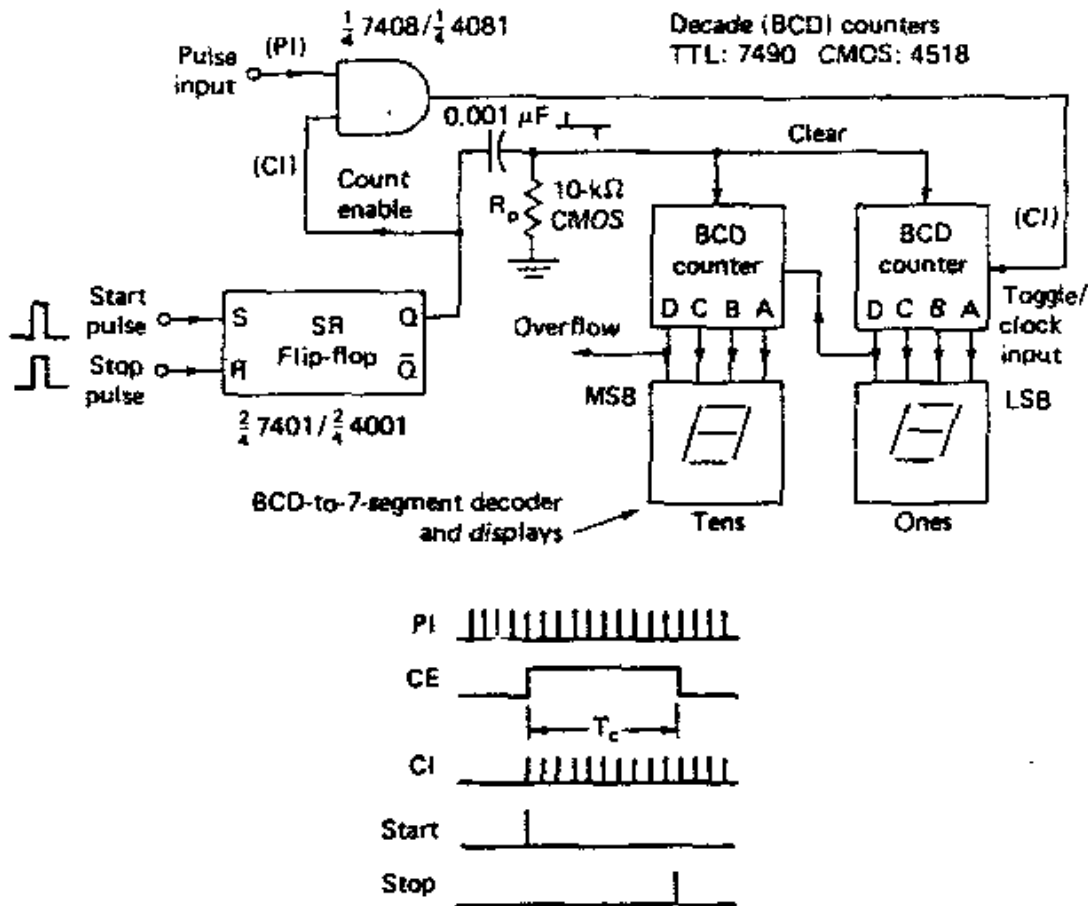 1/4 7408/1/4 4081
Decade (BCD) counters
TTL: 7490 CMOS: 4518
Pulse
input
(PI)
0.001 μF
Clear
(CI)
Count
enable
R_o
10-kΩ
CMOS
BCD
counter
D C B A
BCD
counter
D C B A
(CI)
Toggle/
clock
input
Start
pulse
Stop
pulse
S
R
SR
Flip-flop
Q
Q̅
2/4 7401/2/4 4001
Overflow
MSB
LSB
BCD-to-7-segment decoder
and displays
Tens
Ones
PI
CE
T_c
CI
Start
Stop